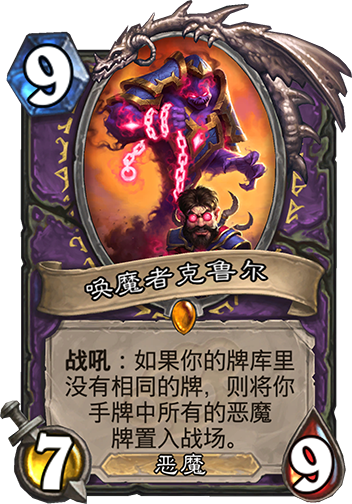 9
唤魔者克鲁尔
战吼：如果你的牌库里
没有相同的牌，则将你
手牌中所有的恶魔
牌置入战场。
7
恶魔
9